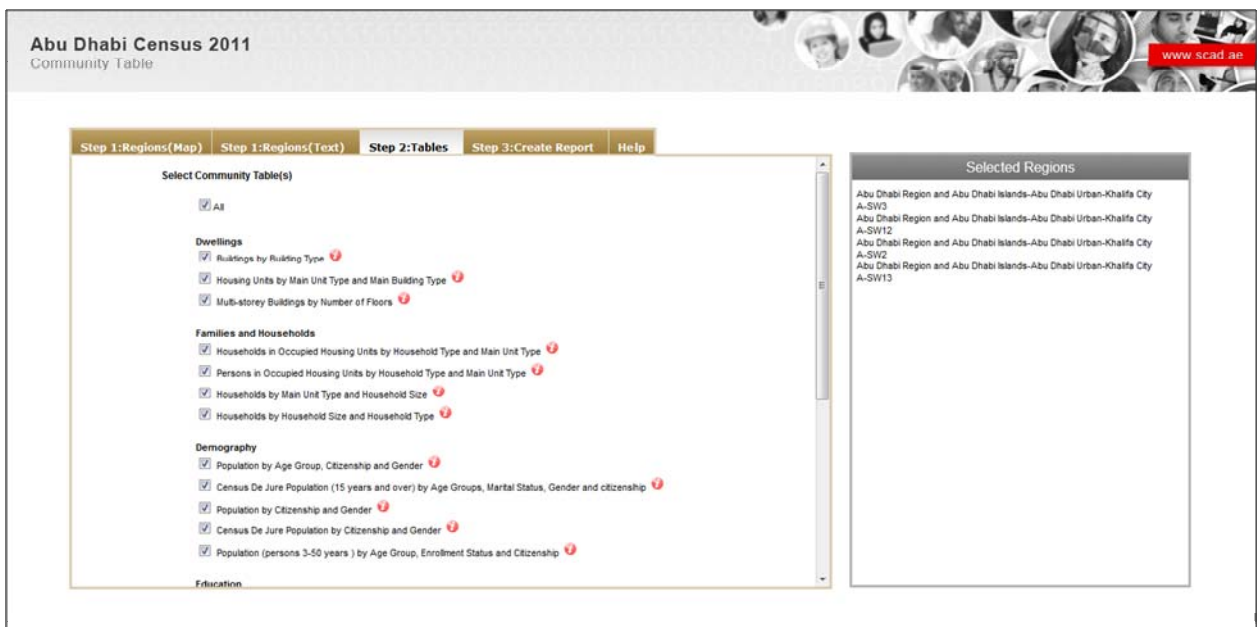 Abu Dhabi Census 2011
Community Table
www scad ae
Step 1:Regions(Map) Step 1:Regions(Text) Step 2:Tables Step 3:Create Report Help
Select Community Table(s)
All
Dwellings
Buildings by Building Type
Housing Units by Main Unit Type and Main Building Type
Multi-storey Buildings by Number of Floors
Families and Households
Households in Occupied Housing Units by Household Type and Main Unit Type
Persons in Occupied Housing Units by Household Type and Main Unit Type
Households by Main Unit Type and Household Size
Households by Household Size and Household Type
Demography
Population by Age Group, Citizenship and Gender
Census De Jure Population (15 years and over) by Age Groups, Marital Status, Gender and citizenship
Population by Citizenship and Gender
Census De Jure Population by Citizenship and Gender
Population (persons 3-50 years ) by Age Group, Enrollment Status and Citizenship
Education
Selected Regions
Abu Dhabi Region and Abu Dhabi Islands-Abu Dhabi Urban-Khalifa City
A-SW3
Abu Dhabi Region and Abu Dhabi Islands-Abu Dhabi Urban-Khalifa City
A-SW12
Abu Dhabi Region and Abu Dhabi Islands-Abu Dhabi Urban-Khalifa City
A-SW2
Abu Dhabi Region and Abu Dhabi Islands-Abu Dhabi Urban-Khalifa City
A-SW13